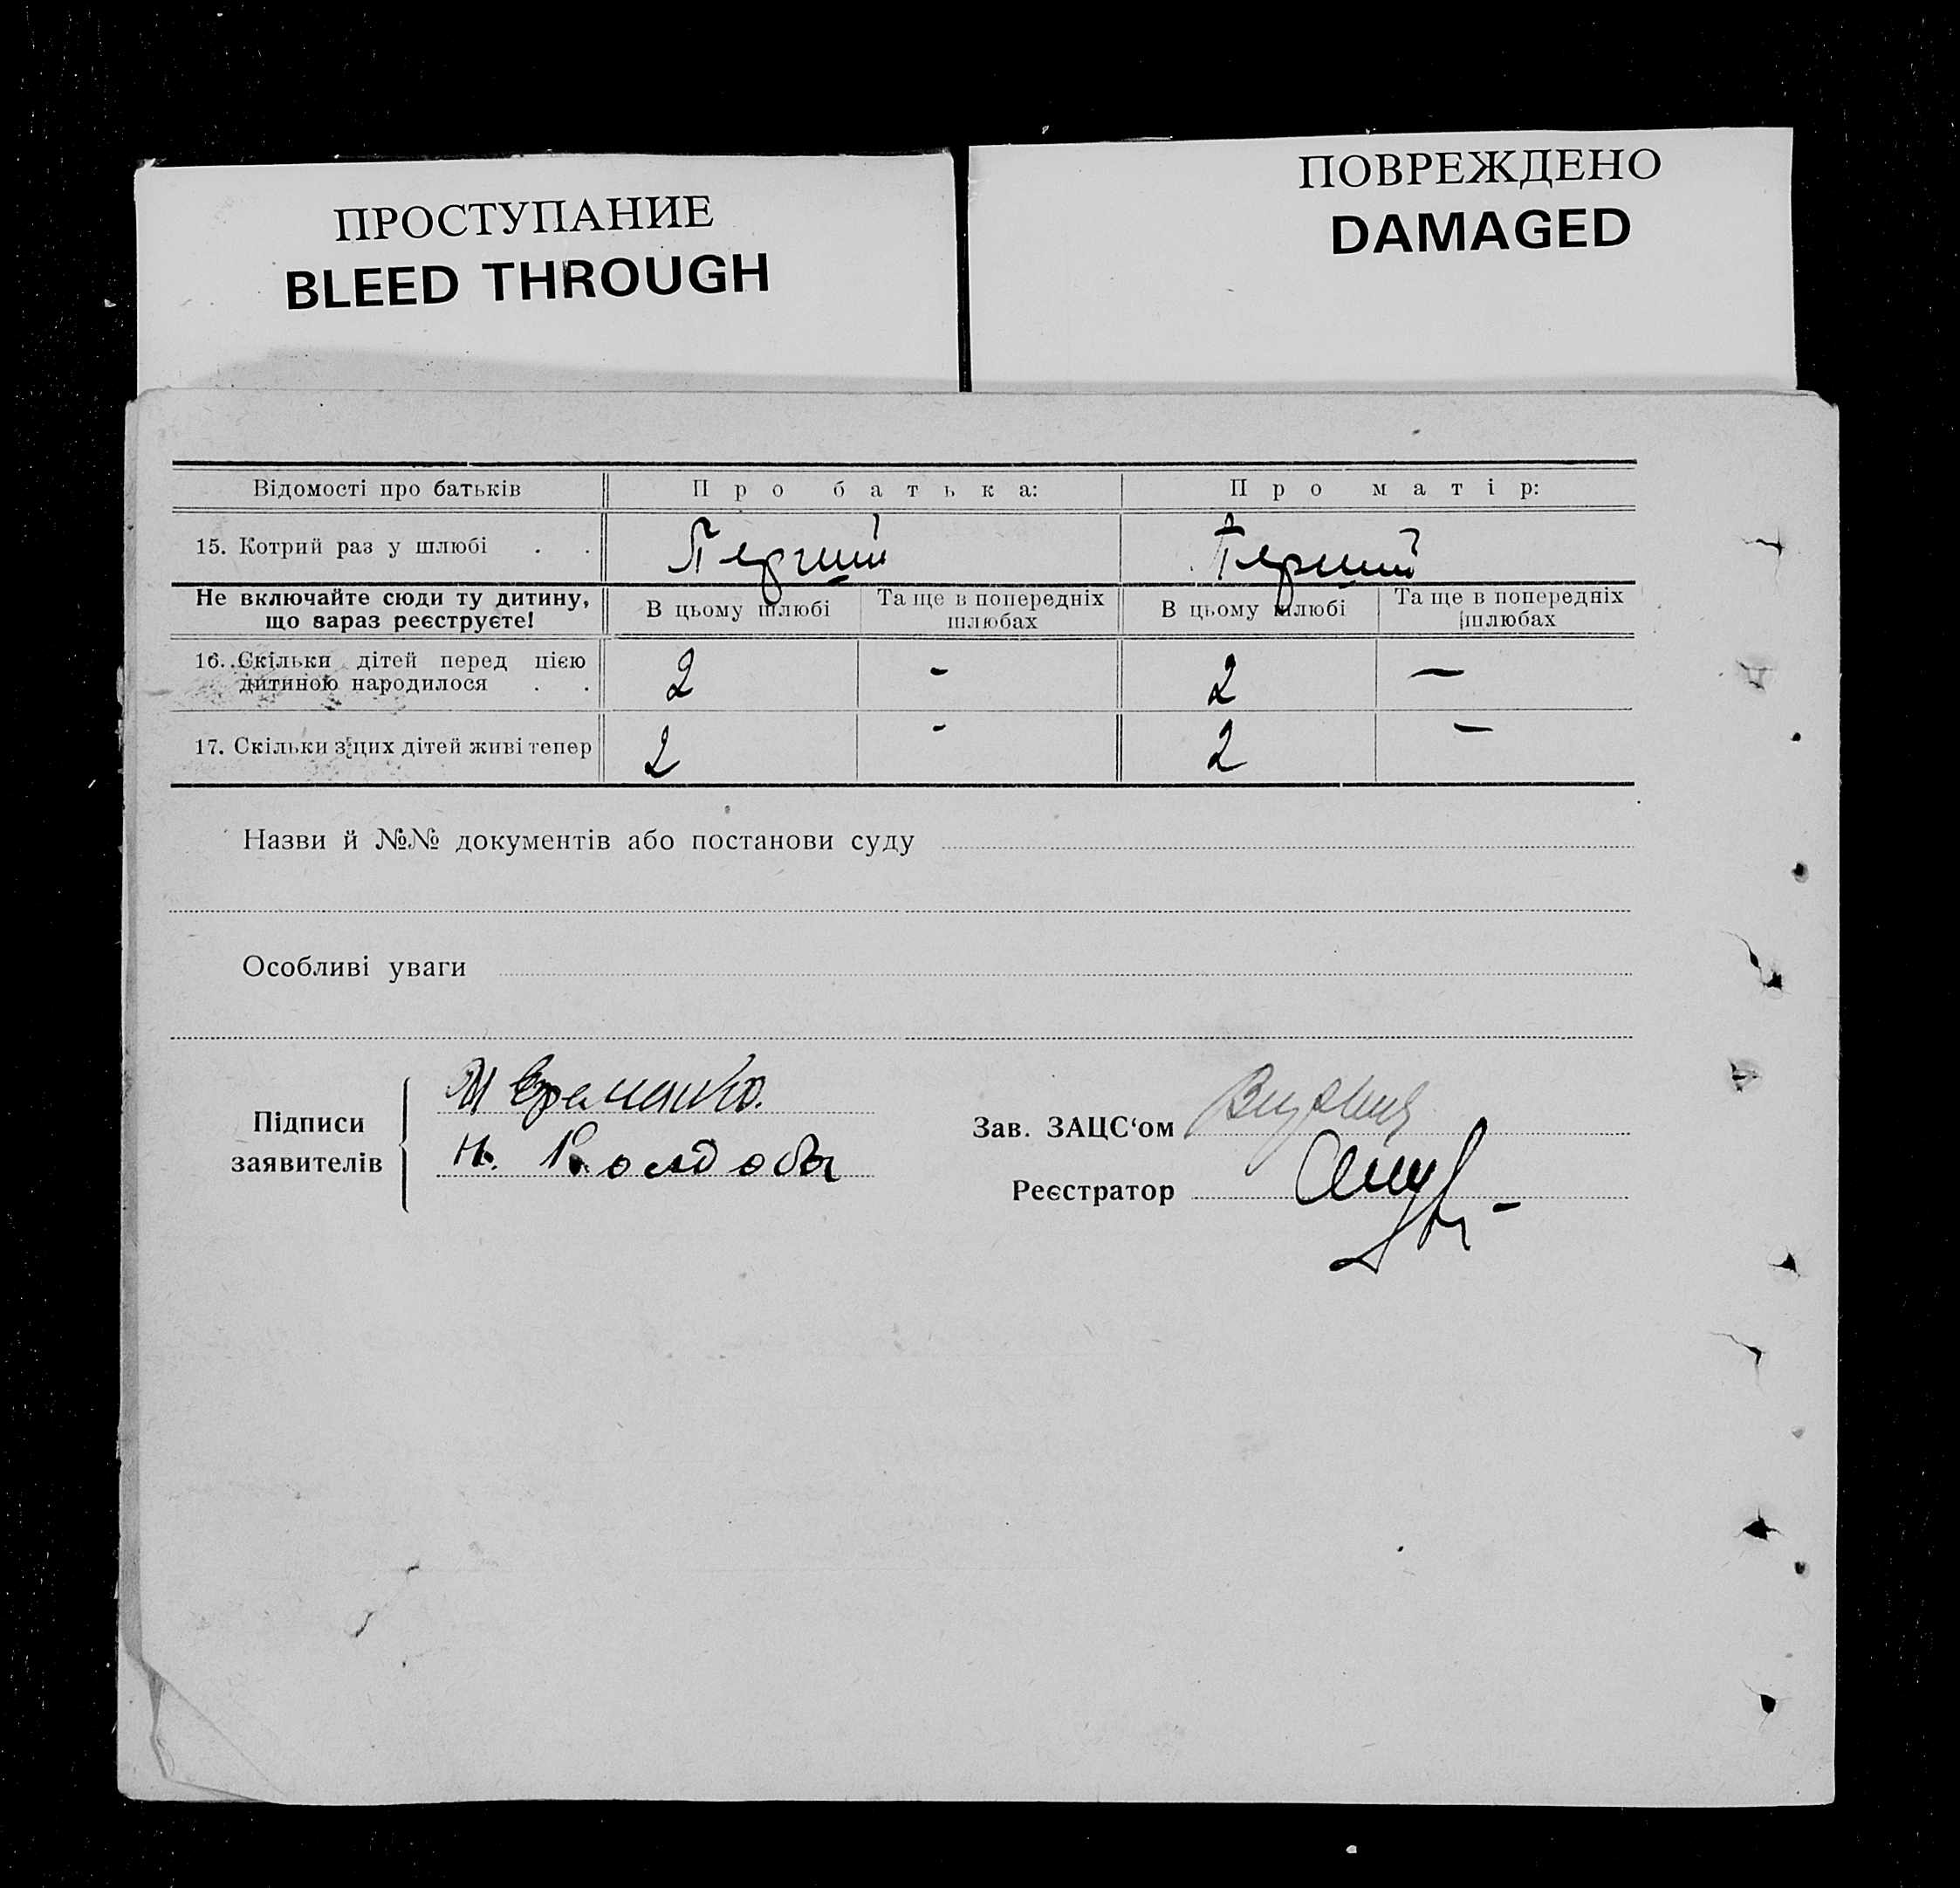 ПРОСТУПАНИЕ
BLEED THROUGH
ПОВРЕЖДЕНО
DAMAGED
Відомості про батьків Про батька: Про матір:
15. Котрий раз у шлюбі . . Перший Перший
Не включайте сюди ту дитину, що вараз реєструєте! В цьому шлюбі Та ще в попередніх шлюбах В цьому шлюбі Та ще в попередніх шлюбах
16. Скільки дітей перед цією дитиною народилося . . 2 - 2 —
17. Скільки з цих дітей живі тепер 2 - 2 —
Назви й №№ документів або постанови суду
Особливі уваги
Підписи заявителів
М Єременко.
Н.
Зав. ЗАЦС‘ом
Реєстратор